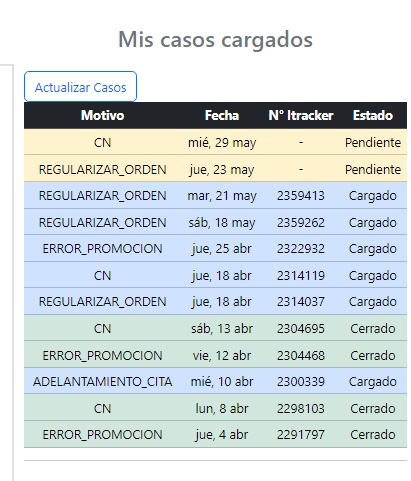 Mis casos cargados
Actualizar Casos
Motivo Fecha N° Itracker Estado
CN mié, 29 may - Pendiente
REGULARIZAR_ORDEN jue, 23 may - Pendiente
REGULARIZAR_ORDEN mar, 21 may 2359413 Cargado
REGULARIZAR_ORDEN sáb, 18 may 2359262 Cargado
ERROR_PROMOCION jue, 25 abr 2322932 Cargado
CN jue, 18 abr 2314119 Cargado
REGULARIZAR_ORDEN jue, 18 abr 2314037 Cargado
CN sáb, 13 abr 2304695 Cerrado
ERROR_PROMOCION vie, 12 abr 2304468 Cerrado
ADELANTAMIENTO_CITA mié, 10 abr 2300339 Cargado
CN lun, 8 abr 2298103 Cerrado
ERROR_PROMOCION jue, 4 abr 2291797 Cerrado